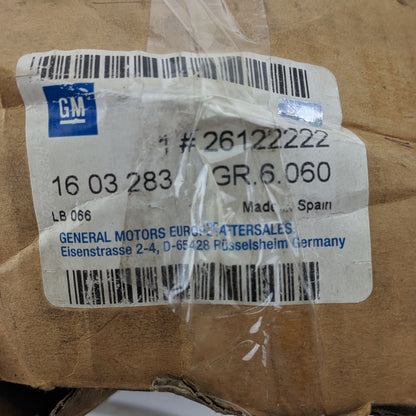 GM
1 # 26122222
16 03 283 GR.6.060
LB 066 Made in Spain
GENERAL MOTORS EUROPE AFTERSALES
Eisenstrasse 2-4, D-65428 Rüsselsheim Germany